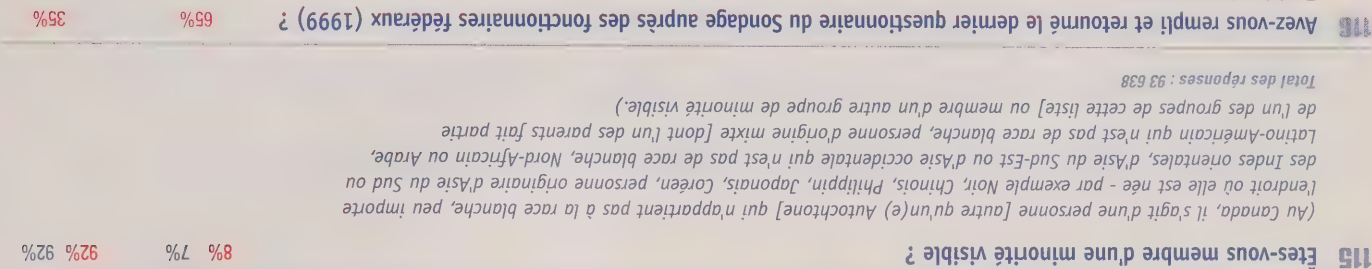 115 Êtes-vous membre d'une minorité visible ? 8% 7% 92% 92%
(Au Canada, il s'agit d'une personne [autre qu'un(e) Autochtone] qui n'appartient pas à la race blanche, peu importe
l'endroit où elle est née - par exemple Noir, Chinois, Philippin, Japonais, Coréen, personne originaire d'Asie du Sud ou
des Indes orientales, d'Asie du Sud-Est ou d'Asie occidentale qui n'est pas de race blanche, Nord-Africain ou Arabe,
Latino-Américain qui n'est pas de race blanche, personne d'origine mixte [dont l'un des parents fait partie
de l'un des groupes de cette liste] ou membre d'un autre groupe de minorité visible.)
Total des réponses : 93 638
116 Avez-vous rempli et retourné le dernier questionnaire du Sondage auprès des fonctionnaires fédéraux (1999) ? 65% 35%